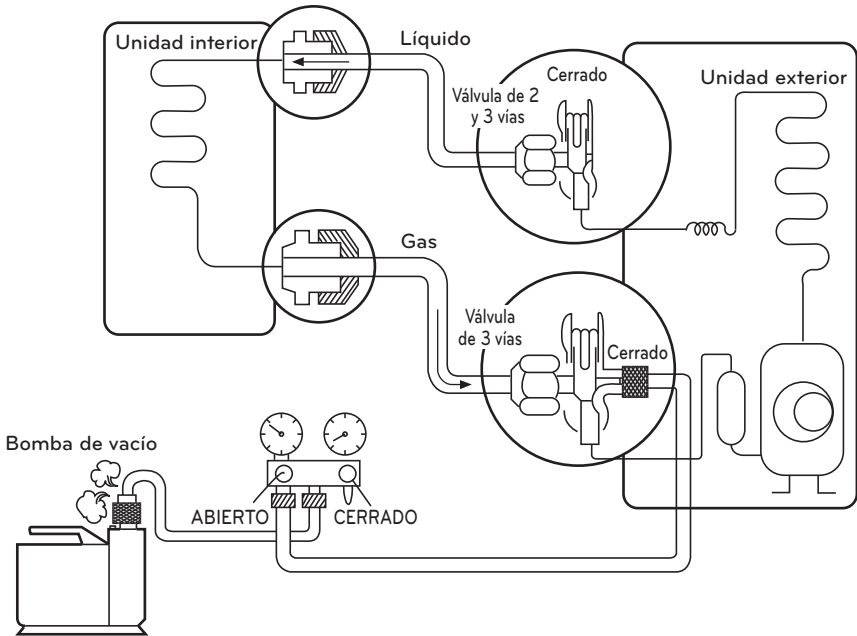 Unidad interior
Líquido
Cerrado
Válvula de 2
y 3 vías
Unidad exterior
Gas
Válvula
de 3 vías
Cerrado
Bomba de vacío
ABIERTO
CERRADO